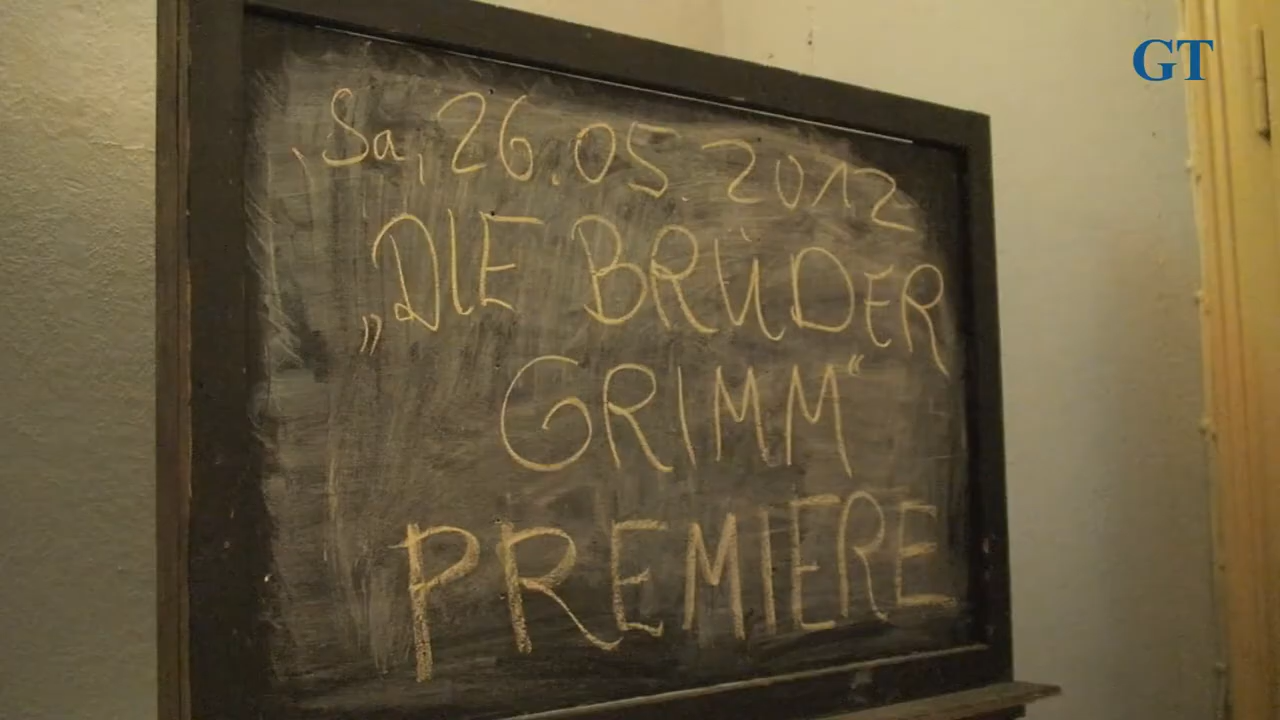 GT
Sa, 26.05.2012
„DIE BRÜDER
GRIMM“
PREMIERE